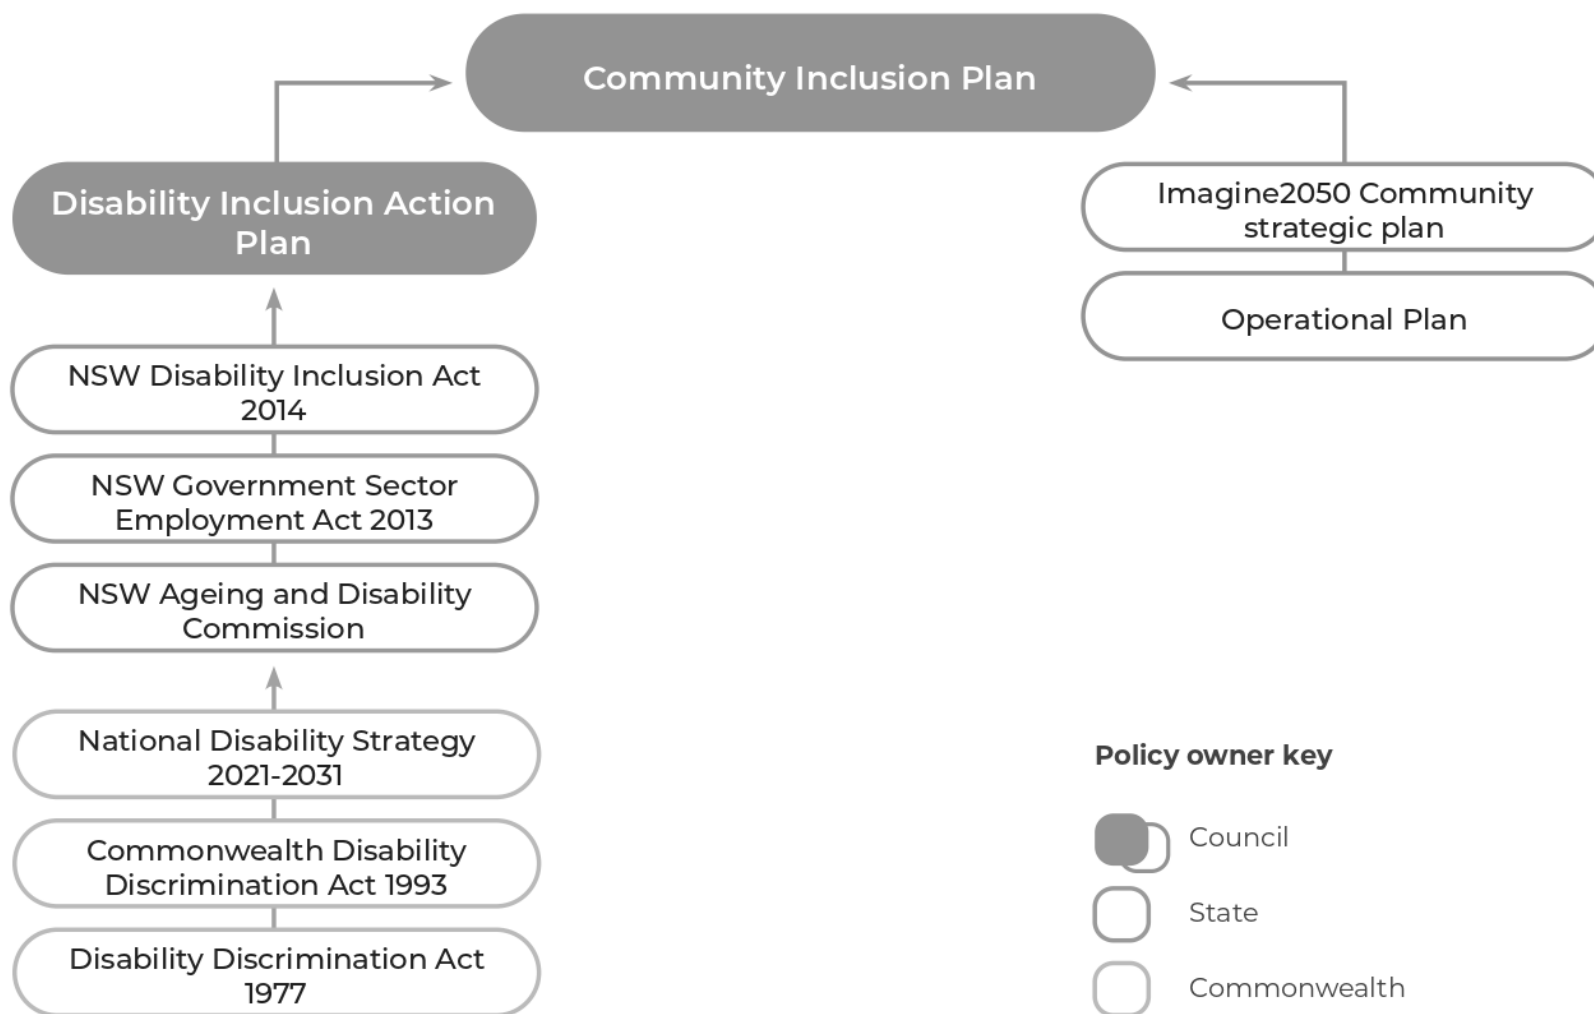 Community Inclusion Plan
Disability Inclusion Action
Plan
Imagine2050 Community
strategic plan
Operational Plan
NSW Disability Inclusion Act
2014
NSW Government Sector
Employment Act 2013
NSW Ageing and Disability
Commission
National Disability Strategy
2021-2031
Commonwealth Disability
Discrimination Act 1993
Disability Discrimination Act
1977
Policy owner key
Council
State
Commonwealth